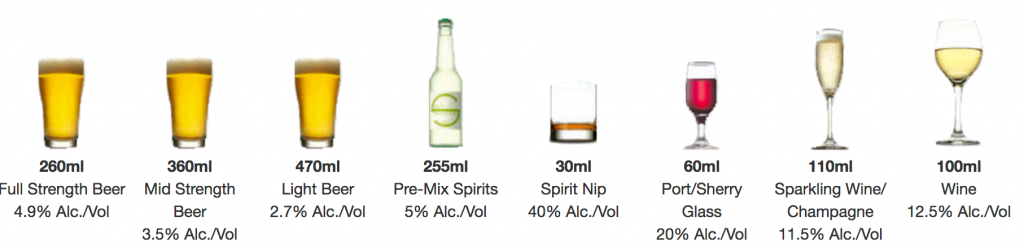 260ml
Full Strength Beer
4.9% Alc./Vol
360ml
Mid Strength
Beer
3.5% Alc./Vol
470ml
Light Beer
2.7% Alc./Vol
255ml
Pre-Mix Spirits
5% Alc./Vol
30ml
Spirit Nip
40% Alc./Vol
60ml
Port/Sherry
Glass
20% Alc./Vol
110ml
Sparkling Wine/
Champagne
11.5% Alc./Vol
100ml
Wine
12.5% Alc./Vol